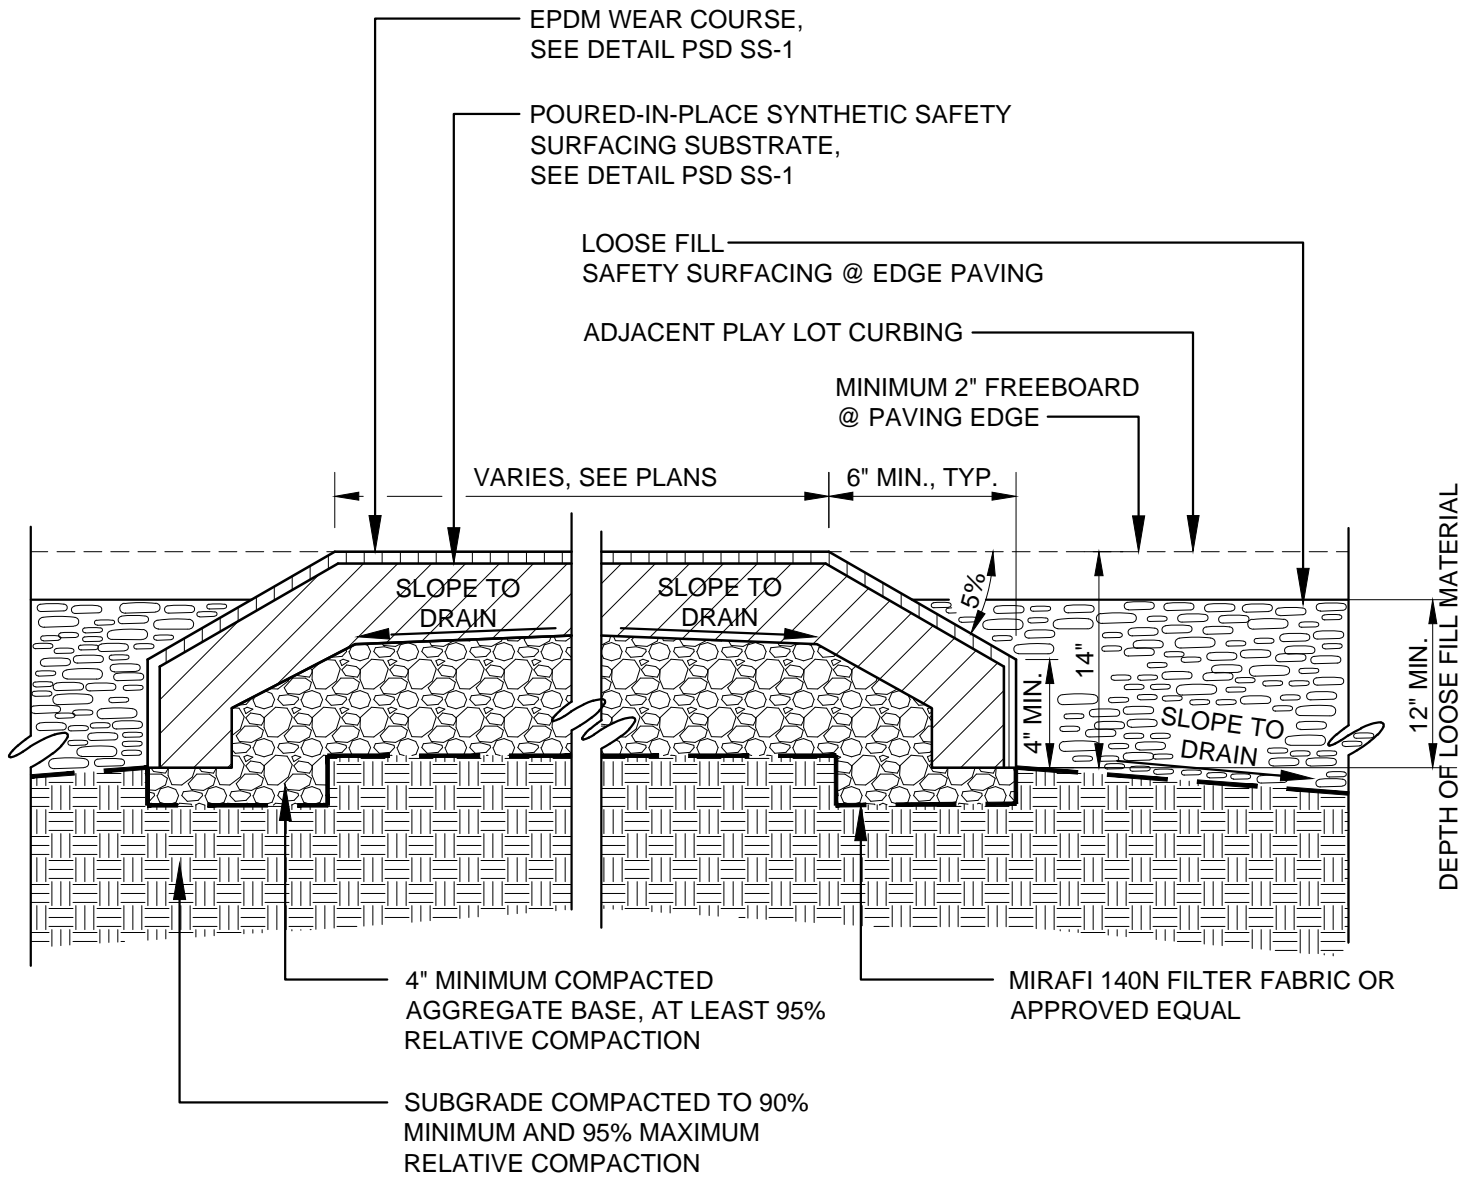 EPDM WEAR COURSE,
SEE DETAIL PSD SS-1
POURED-IN-PLACE SYNTHETIC SAFETY
SURFACING SUBSTRATE,
SEE DETAIL PSD SS-1
LOOSE FILL
SAFETY SURFACING @ EDGE PAVING
ADJACENT PLAY LOT CURBING
MINIMUM 2" FREEBOARD
@ PAVING EDGE
VARIES, SEE PLANS
6" MIN., TYP.
SLOPE TO
DRAIN
SLOPE TO
DRAIN
5%
4" MIN.
14"
SLOPE TO
DRAIN
12" MIN.
DEPTH OF LOOSE FILL MATERIAL
4" MINIMUM COMPACTED
AGGREGATE BASE, AT LEAST 95%
RELATIVE COMPACTION
MIRAFI 140N FILTER FABRIC OR
APPROVED EQUAL
SUBGRADE COMPACTED TO 90%
MINIMUM AND 95% MAXIMUM
RELATIVE COMPACTION